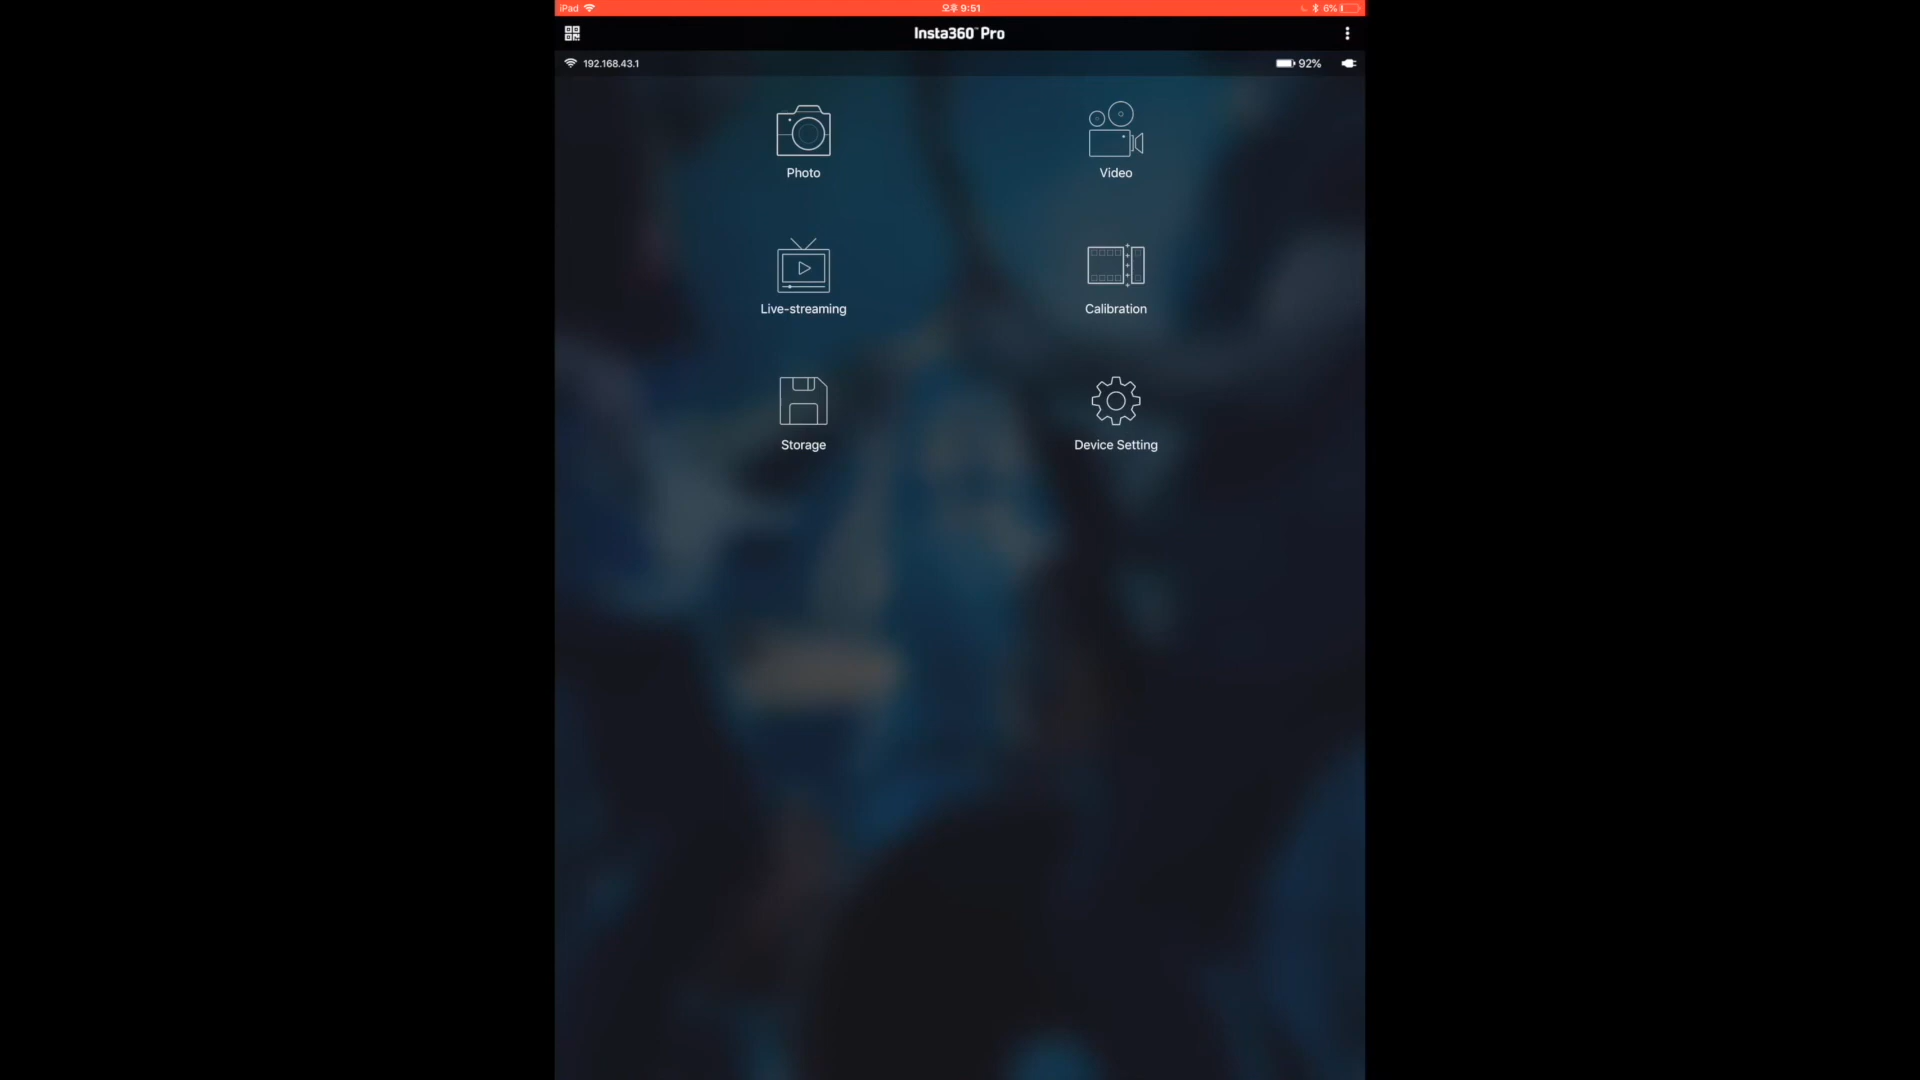 iPad 오후 9:51 6%
Insta360™ Pro
192.168.43.1 92%
Photo Video
Live-streaming Calibration
Storage Device Setting